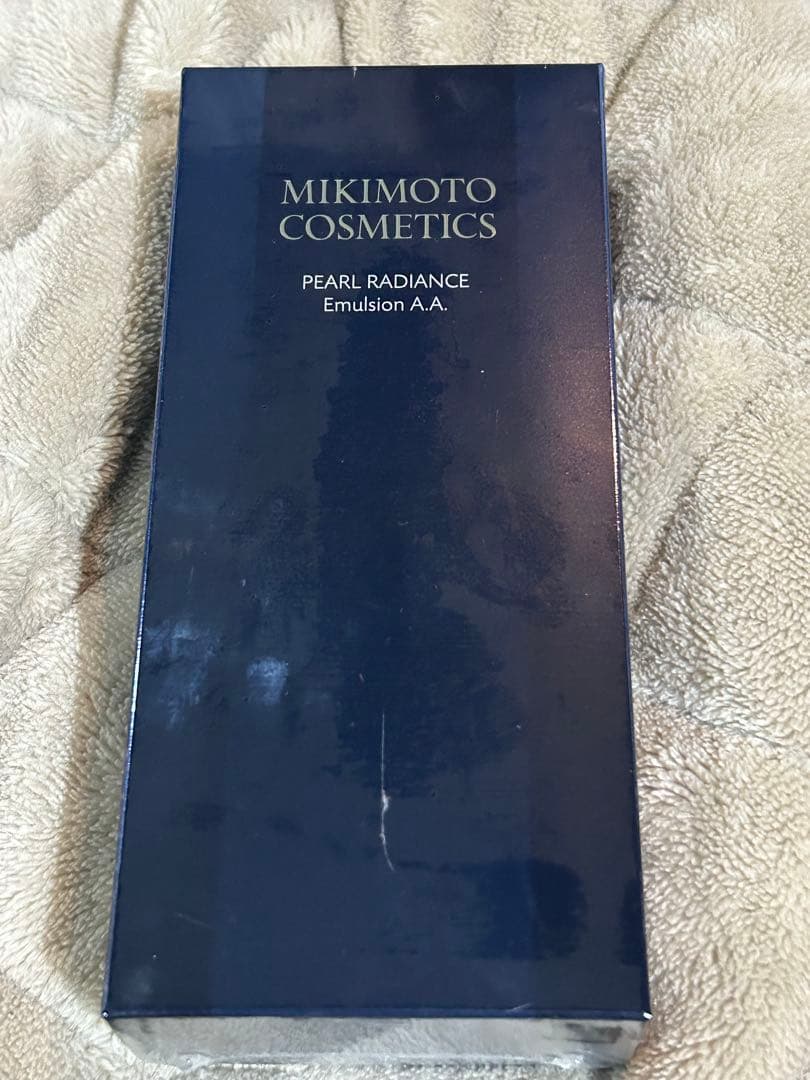 MIKIMOTO
COSMETICS
PEARL RADIANCE
Emulsion A.A.